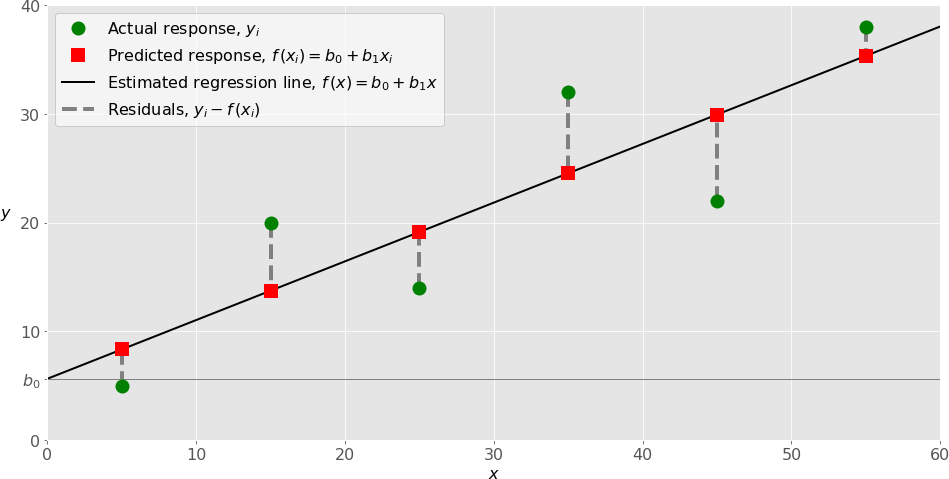 40
Actual response, yᵢ
Predicted response, f(xᵢ) = b₀ + b₁xᵢ
Estimated regression line, f(x) = b₀ + b₁x
Residuals, yᵢ − f(xᵢ)
30
y
20
10
b₀
0
0 10 20 30 40 50 60
x